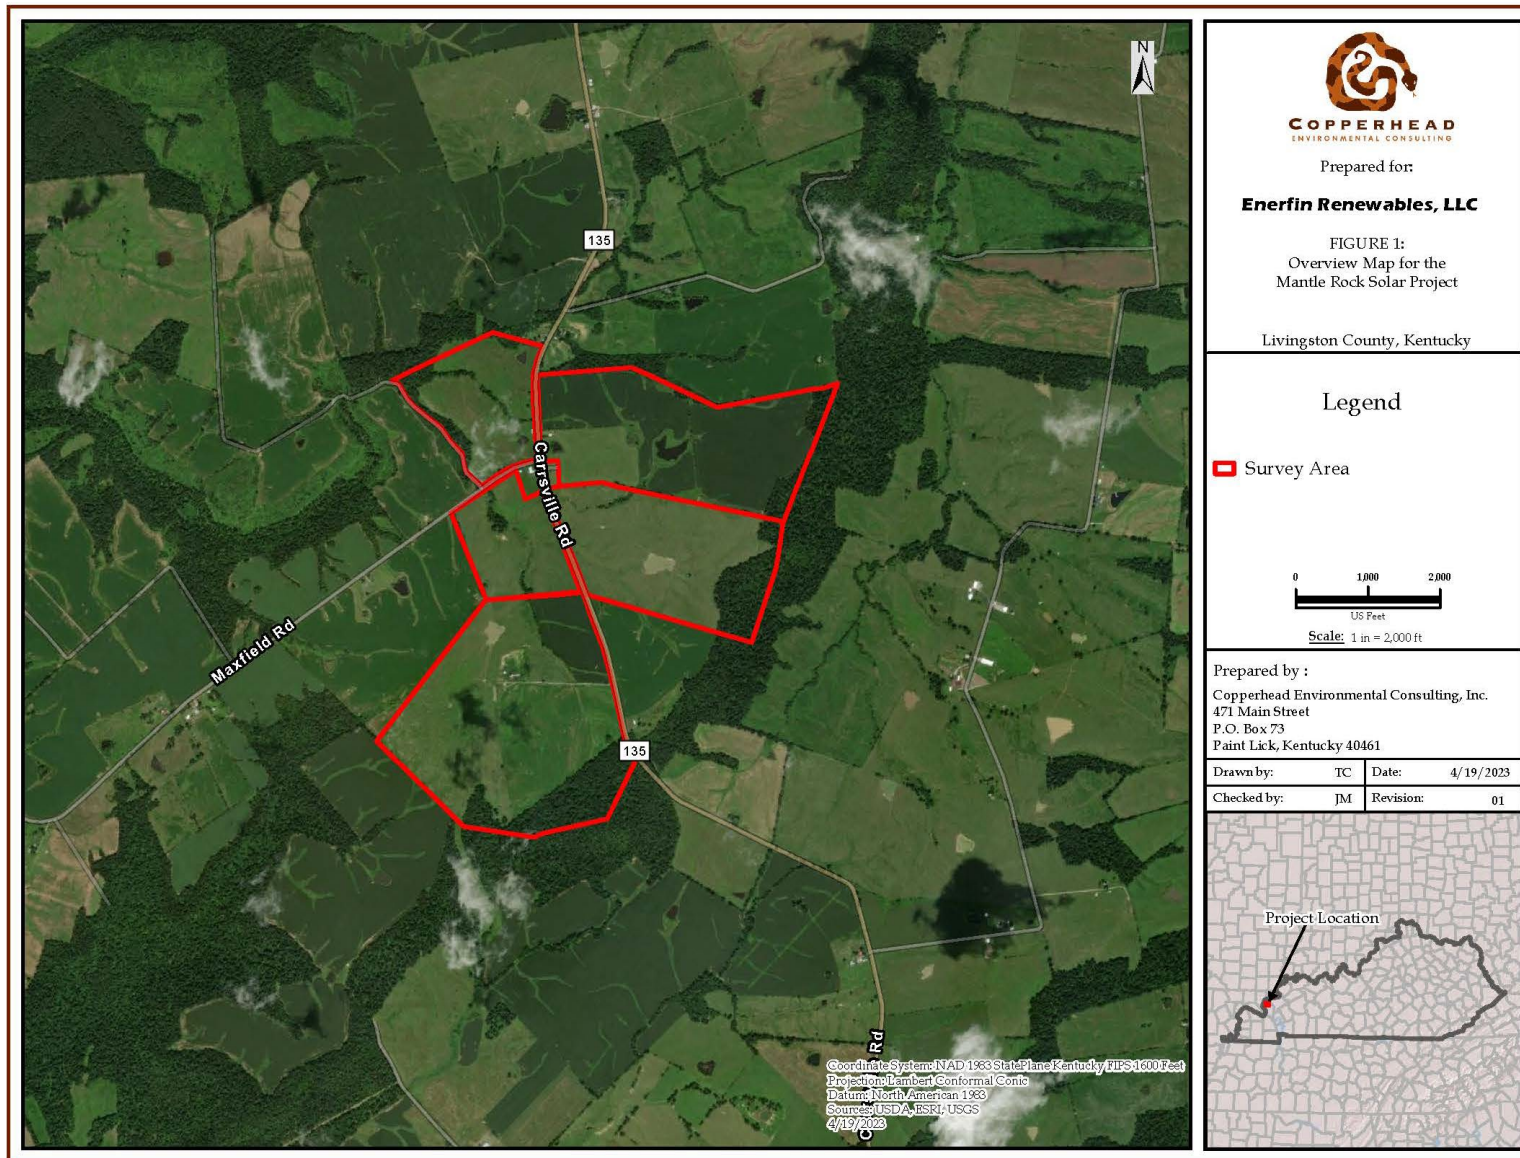 N
135
Carrsville Rd
Maxfield Rd
135
Rd
Coordinate System: NAD 1983 StatePlane Kentucky FIPS 1600 Feet
Projection: Lambert Conformal Conic
Datum: North American 1983
Sources: USDA, ESRI, USGS
4/19/2023
COPPERHEAD
ENVIRONMENTAL CONSULTING
Prepared for:
Enerfin Renewables, LLC
FIGURE 1:
Overview Map for the
Mantle Rock Solar Project
Livingston County, Kentucky
Legend
Survey Area
0 1,000 2,000
US Feet
Scale: 1 in = 2,000 ft
Prepared by :
Copperhead Environmental Consulting, Inc.
471 Main Street
P.O. Box 73
Paint Lick, Kentucky 40461
Drawn by: TC Date: 4/19/2023
Checked by: JM Revision: 01
Project Location